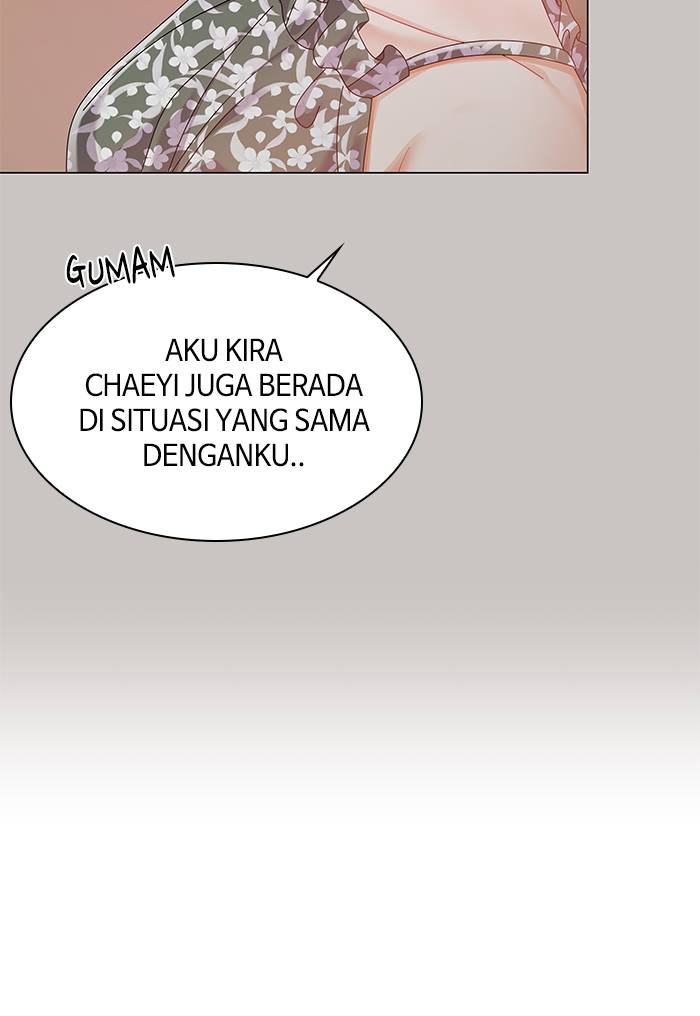 GUMAM
AKU KIRA
CHAEYI JUGA BERADA
DI SITUASI YANG SAMA
DENGANKU..